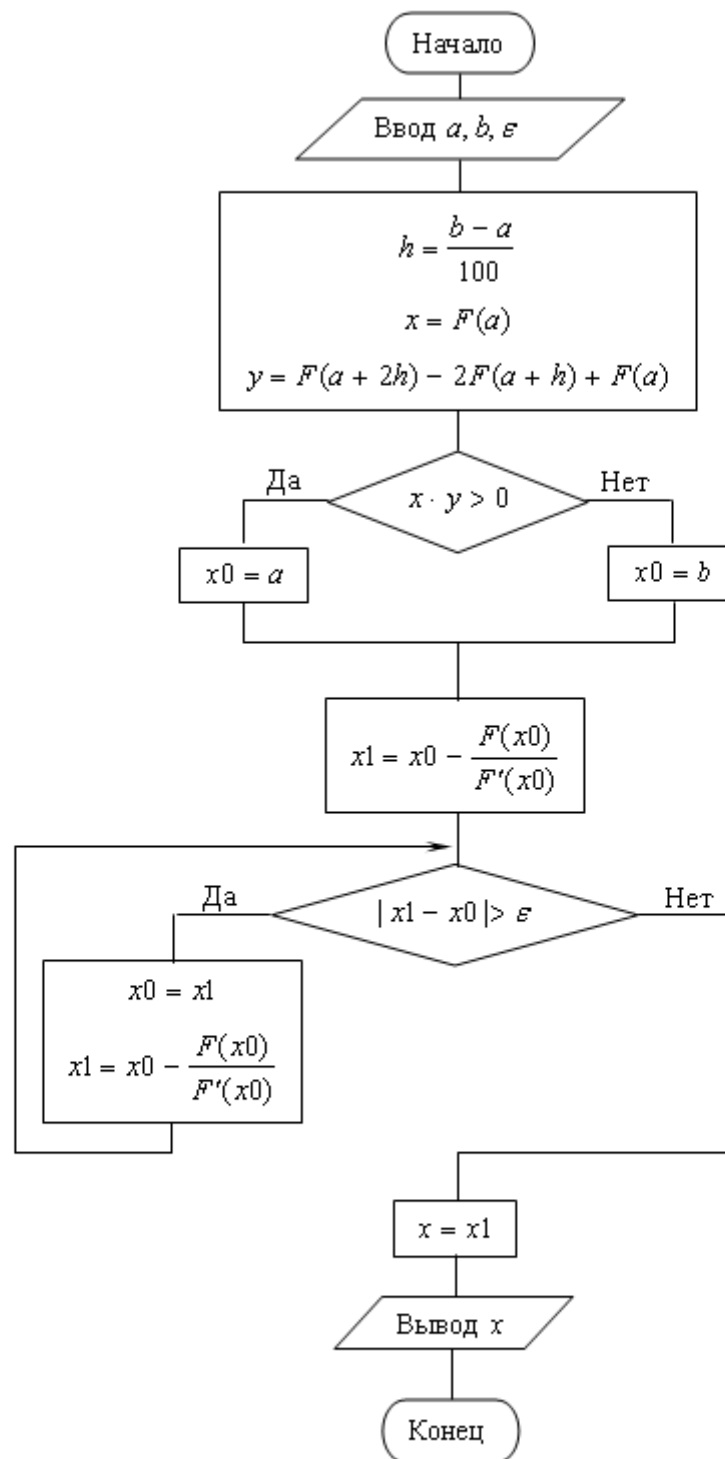 Начало
Ввод a, b, ε
h = (b − a)/100
x = F(a)
y = F(a + 2h) − 2F(a + h) + F(a)
Да
x · y > 0
Нет
x0 = a
x0 = b
x1 = x0 − F(x0)/F'(x0)
Да
| x1 − x0 |> ε
Нет
x0 = x1
x1 = x0 − F(x0)/F'(x0)
x = x1
Вывод x
Конец